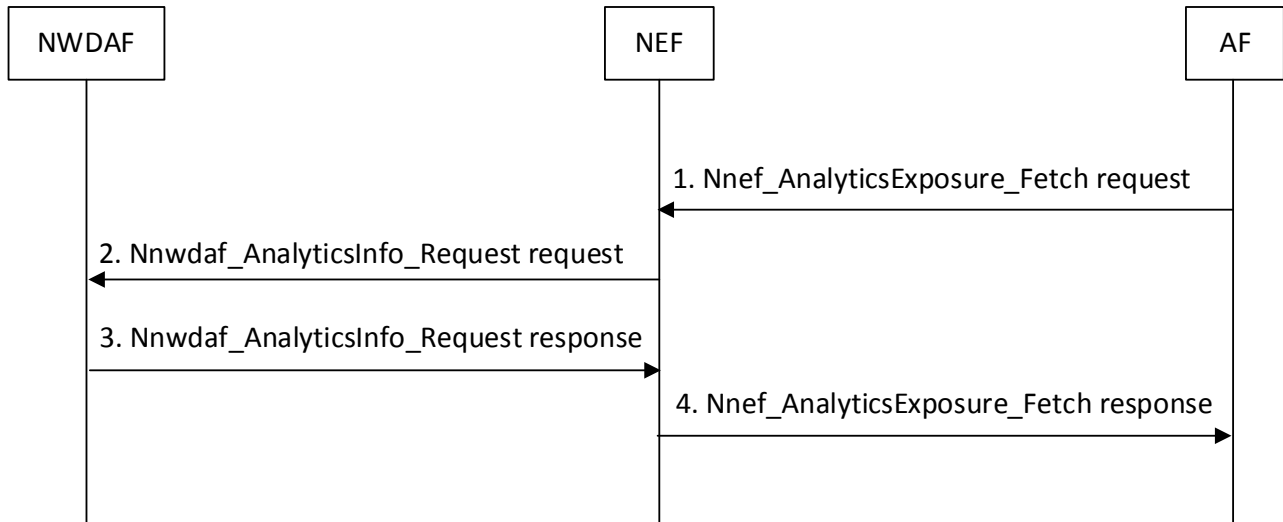 NWDAF
NEF
AF
1. Nnef_AnalyticsExposure_Fetch request
2. Nnwdaf_AnalyticsInfo_Request request
3. Nnwdaf_AnalyticsInfo_Request response
4. Nnef_AnalyticsExposure_Fetch response